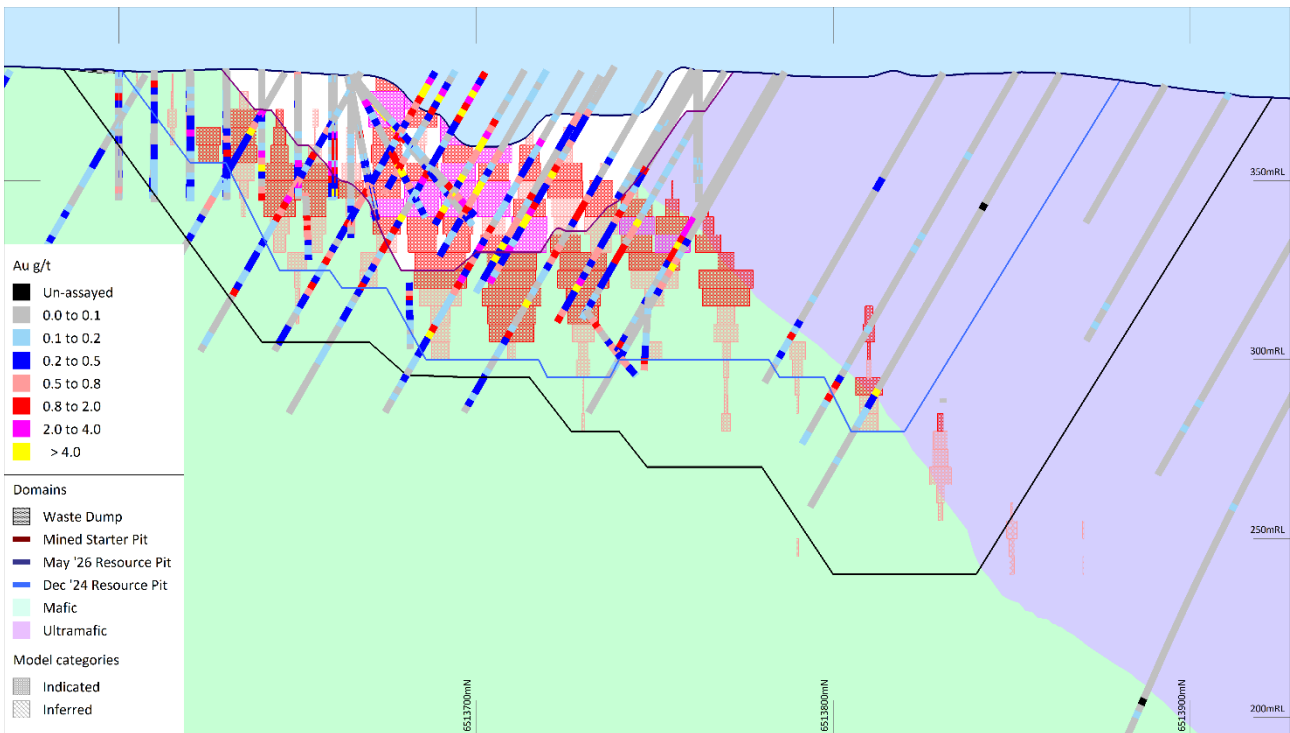 350mRL
Au g/t
Un-assayed
0.0 to 0.1
0.1 to 0.2
0.2 to 0.5
0.5 to 0.8
0.8 to 2.0
2.0 to 4.0
> 4.0
300mRL
Domains
Waste Dump
Mined Starter Pit
May '26 Resource Pit
Dec '24 Resource Pit
Mafic
Ultramafic
Model categories
Indicated
Inferred
250mRL
6513700mN
6513800mN
6513900mN
200mRL